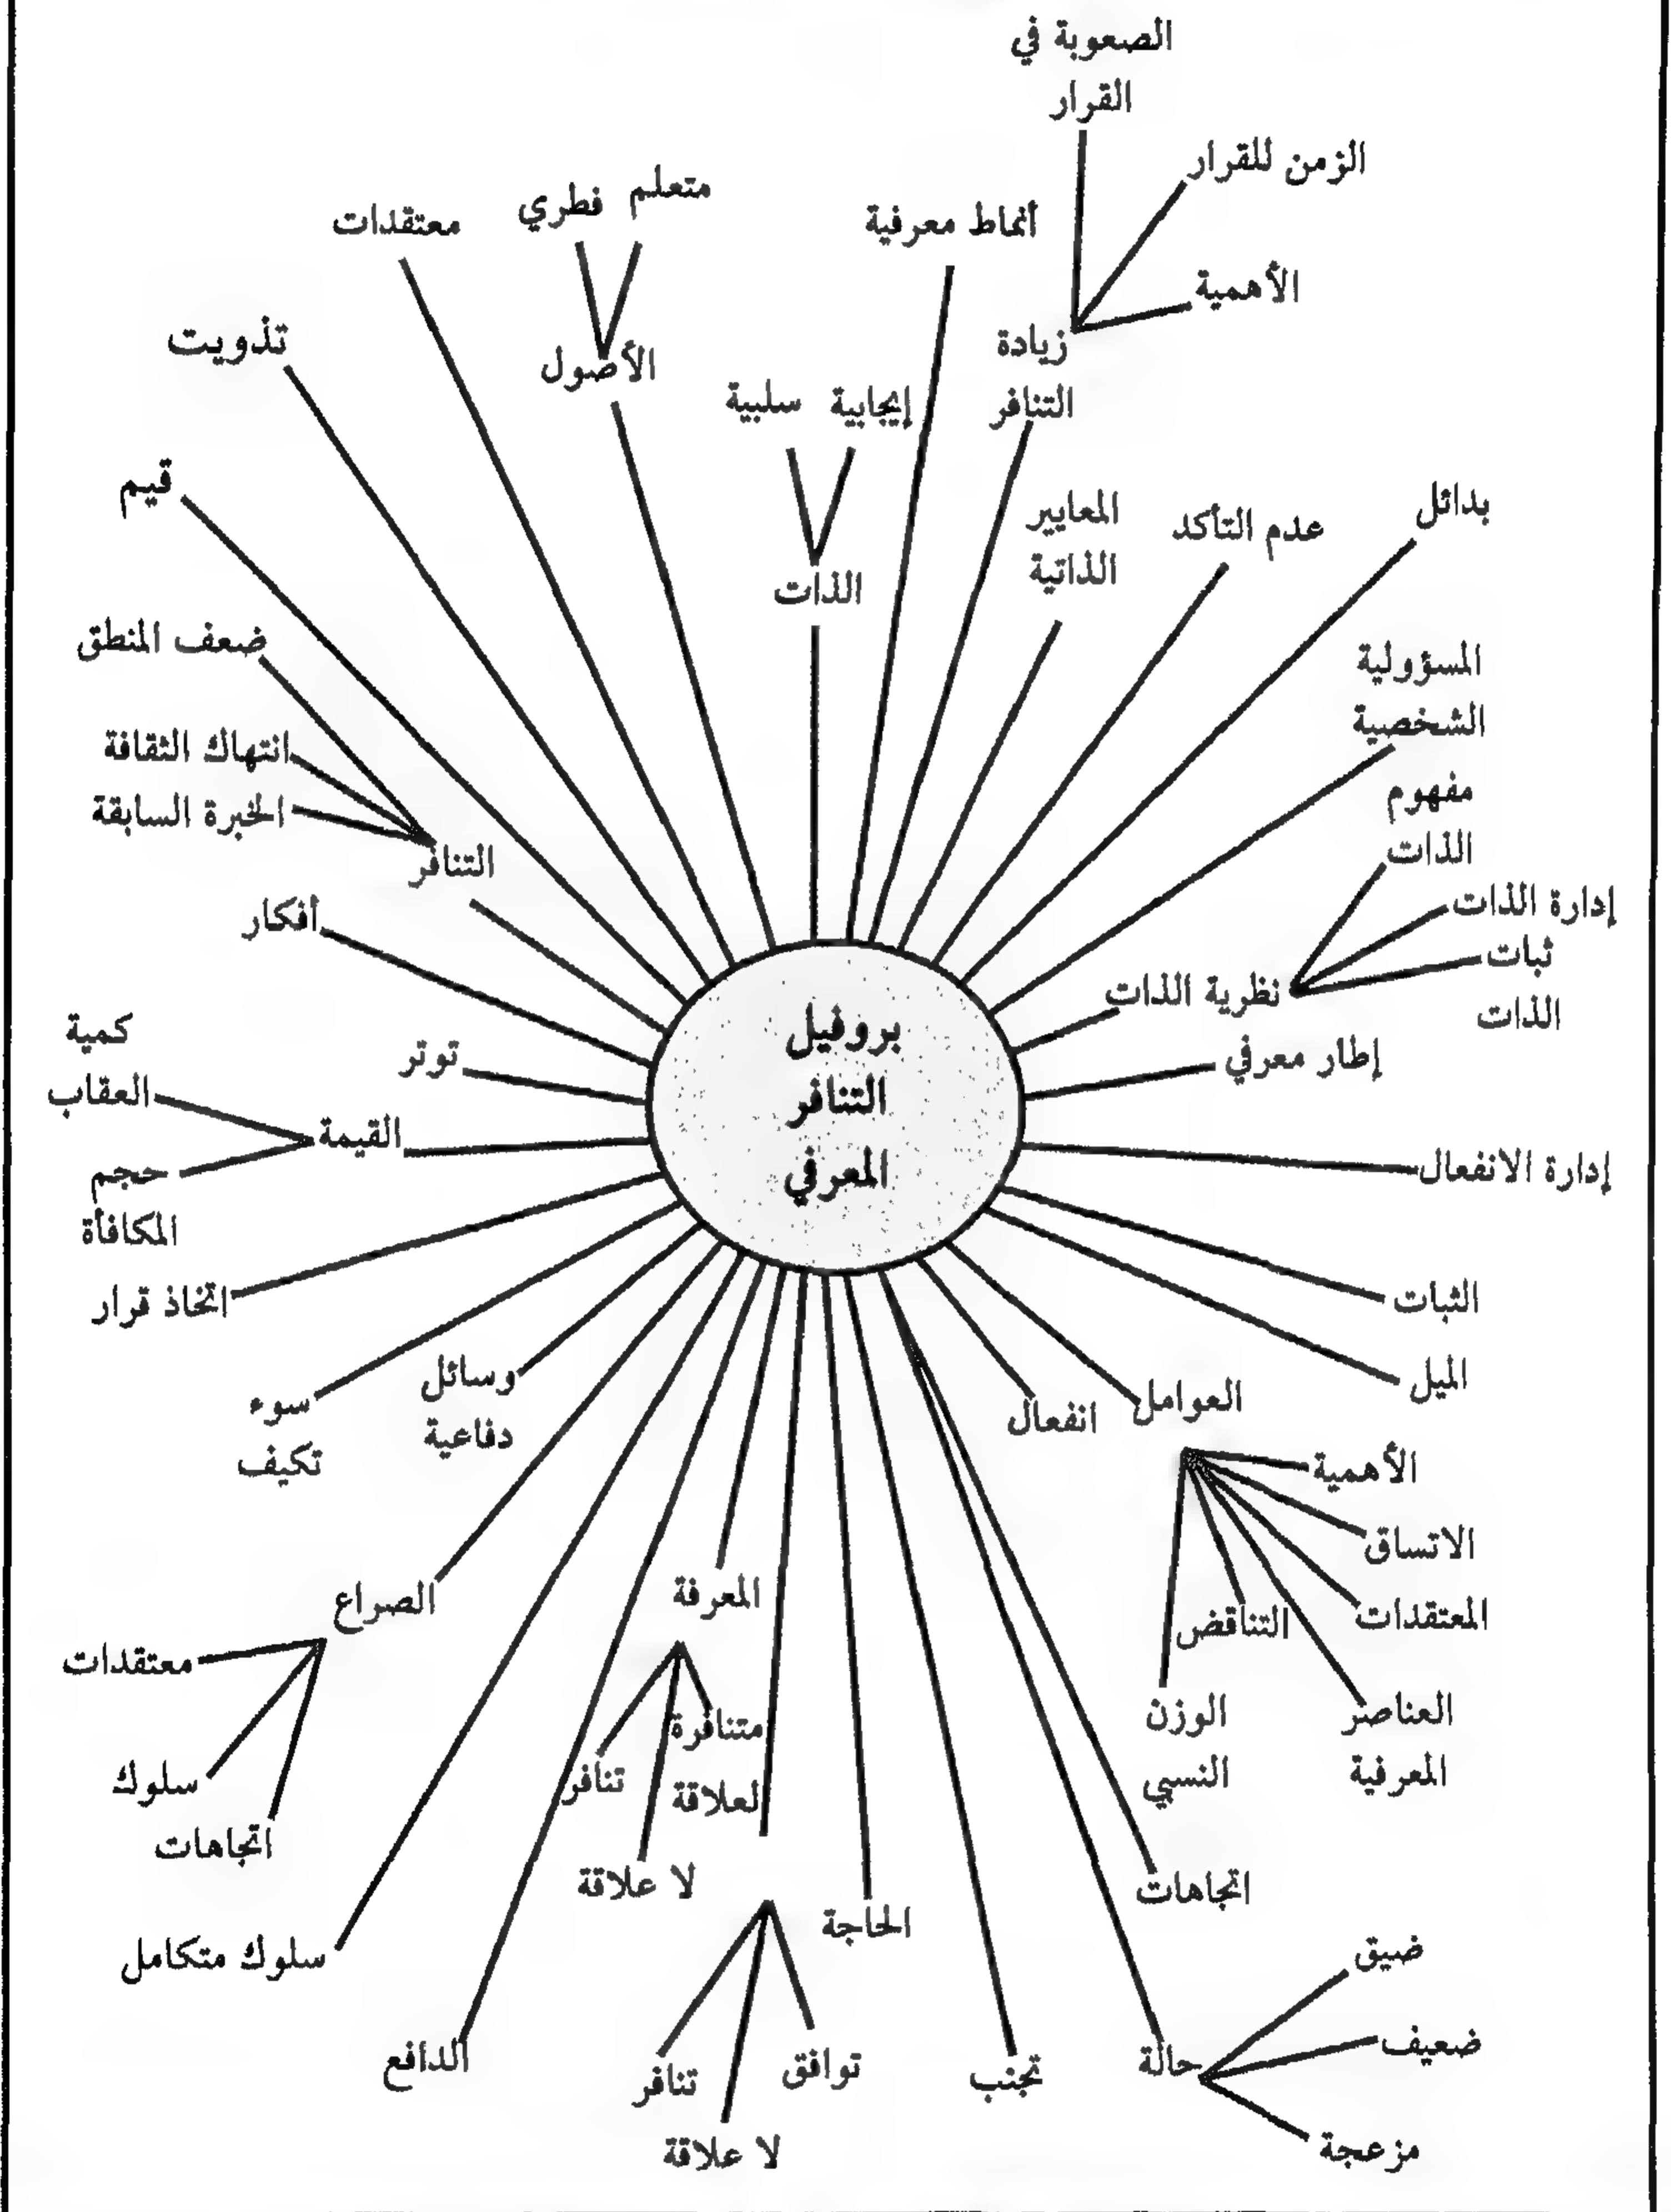 الصعوبة في
القرار
الزمن للقرار
الأهمية
زيادة
التنافر
أنماط معرفية
متعلم
فطري
الأصول
معتقدات
تذويت
قيم
إيجابية
سلبية
الذات
المعايير
الذاتية
عدم التأكد
بدائل
المسؤولية
الشخصية
مفهوم
الذات
إدارة الذات
ثبات
الذات
نظرية الذات
إطار معرفي
إدارة الانفعال
الثبات
الميل
العوامل
الأهمية
الاتساق
المعتقدات
العناصر
المعرفية
التناقض
الوزن
النسبي
انفعال
اتجاهات
حالة
ضيق
ضعيف
مزعجة
تجنب
الحاجة
لعلاقة
توافق
لا علاقة
تنافر
المعرفة
متنافرة
لا علاقة
تنافر
الدافع
سلوك متكامل
الصراع
معتقدات
سلوك
اتجاهات
وسائل
دفاعية
سوء
تكيف
اتخاذ قرار
القيمة
كمية
العقاب
حجم
المكافأة
توتر
أفكار
التنافر
ضعف المنطق
انتهاك الثقافة
الخبرة السابقة
بروفيل
التنافر
المعرفي